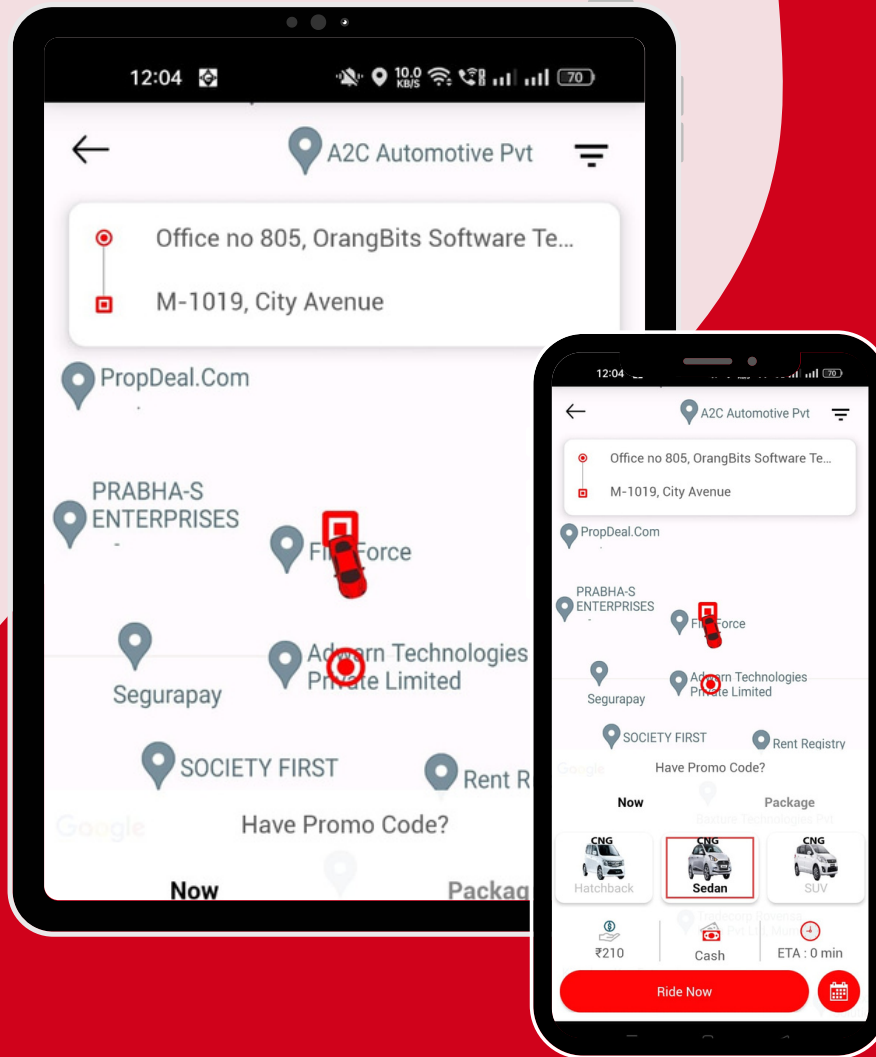 12:04
10.0
KB/S
70
A2C Automotive Pvt
Office no 805, OrangBits Software Te...
M-1019, City Avenue
PropDeal.Com
PRABHA-S
ENTERPRISES
Force
Adwarn Technologies
Private Limited
Segurapay
SOCIETY FIRST
Rent R
Google
Have Promo Code?
Now
Packag
12:04
70
A2C Automotive Pvt
Office no 805, OrangBits Software Te...
M-1019, City Avenue
PropDeal.Com
PRABHA-S
ENTERPRISES
Force
Adwarn Technologies
Private Limited
Segurapay
SOCIETY FIRST
Rent Registry
Google
Have Promo Code?
Now
Package
CNG
Hatchback
CNG
Sedan
CNG
SUV
₹210
Cash
ETA : 0 min
Ride Now